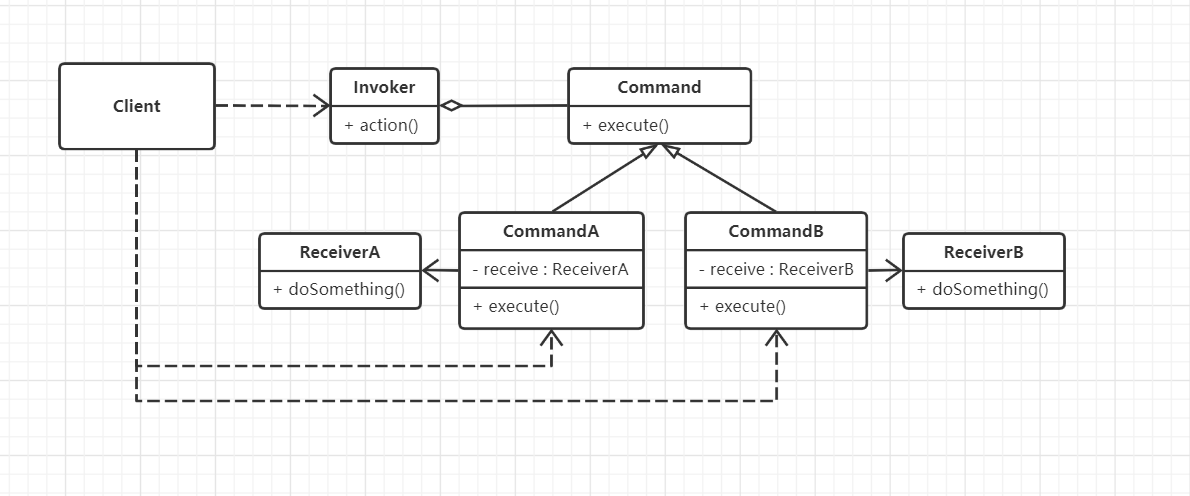 Client
Invoker
+ action()
Command
+ execute()
ReceiverA
+ doSomething()
CommandA
- receive : ReceiverA
+ execute()
CommandB
- receive : ReceiverB
+ execute()
ReceiverB
+ doSomething()